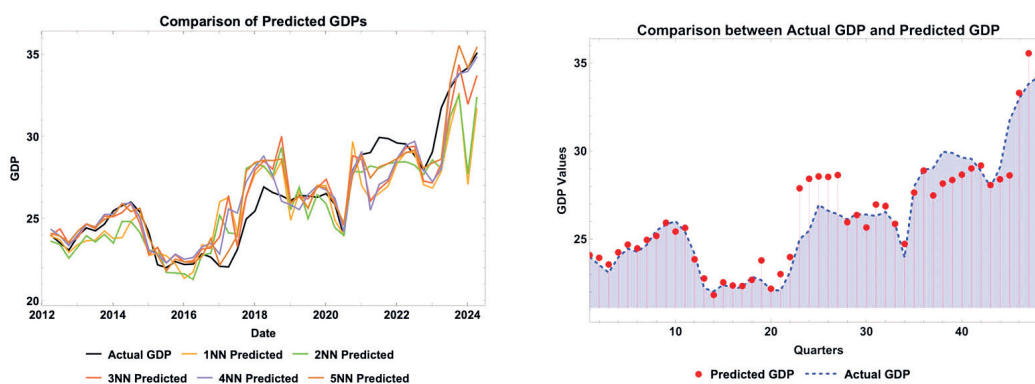 Comparison of Predicted GDPs
35
30
25
20
GDP
2012 2014 2016 2018 2020 2022 2024
Date
Actual GDP 1NN Predicted 2NN Predicted
3NN Predicted 4NN Predicted 5NN Predicted
Comparison between Actual GDP and Predicted GDP
35
30
25
GDP Values
10 20 30 40
Quarters
Predicted GDP Actual GDP